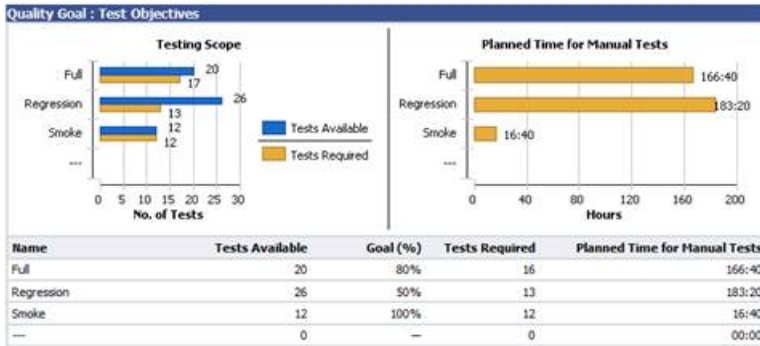 Quality Goal : Test Objectives
Testing Scope
Full
20
17
Regression
26
13
Smoke
12
12
---
0 5 10 15 20 25 30
No. of Tests
Tests Available
Tests Required
Planned Time for Manual Tests
Full
166:40
Regression
183:20
Smoke
16:40
---
0 40 80 120 160 200
Hours
Name Tests Available Goal (%) Tests Required Planned Time for Manual Tests
Full 20 80% 16 166:40
Regression 26 50% 13 183:20
Smoke 12 100% 12 16:40
--- 0 — 0 00:00